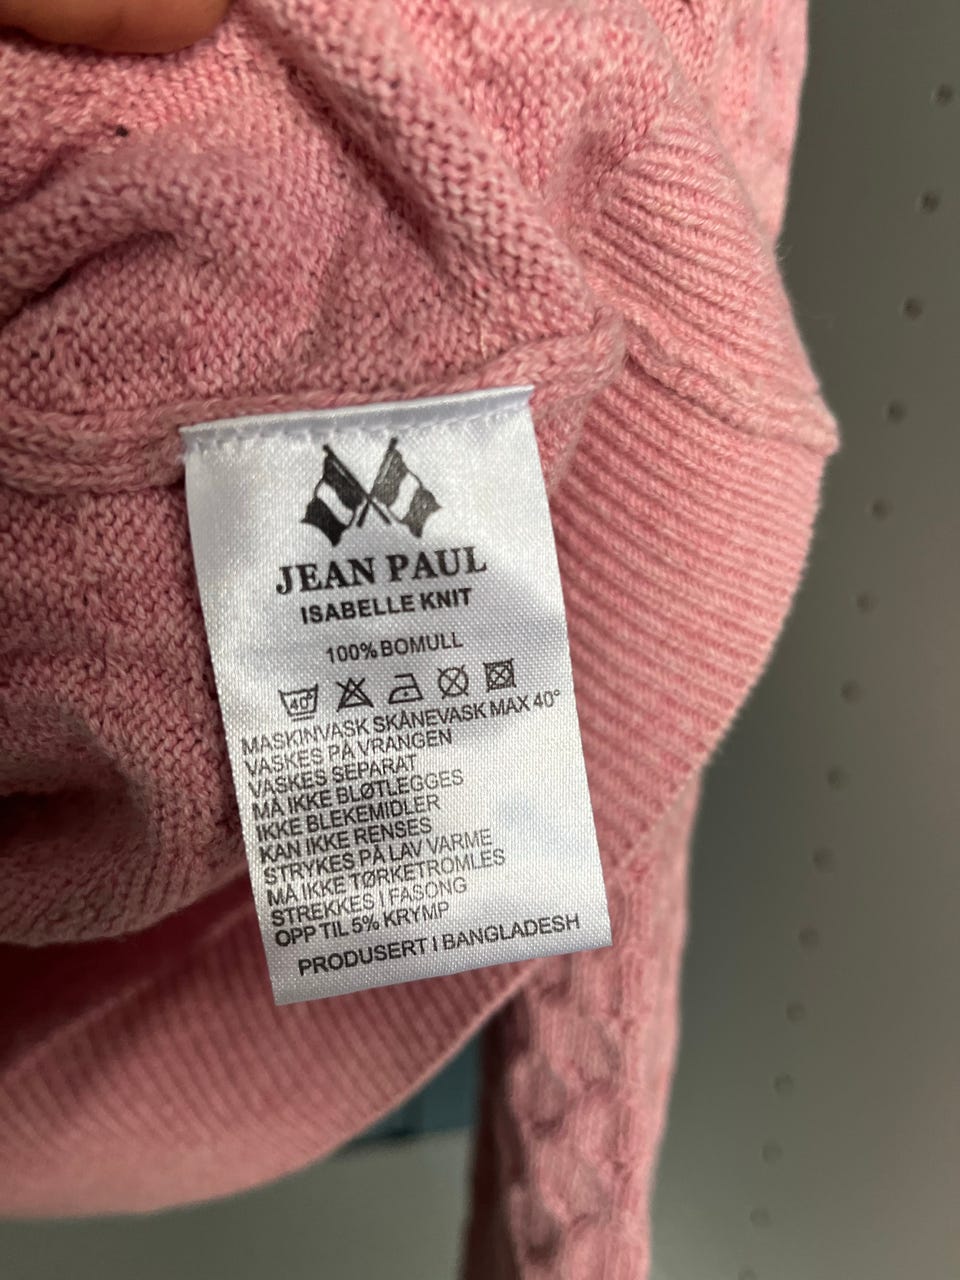 JEAN PAUL
ISABELLE KNIT
100% BOMULL
40
MASKINVASK SKÅNEVASK MAX 40°
VASKES PÅ VRANGEN
VASKES SEPARAT
MÅ IKKE BLØTLEGGES
IKKE BLEKEMIDLER
KAN IKKE RENSES
STRYKES PÅ LAV VARME
MÅ IKKE TØRKETROMLES
STREKKES I FASONG
OPP TIL 5% KRYMP
PRODUSERT I BANGLADESH